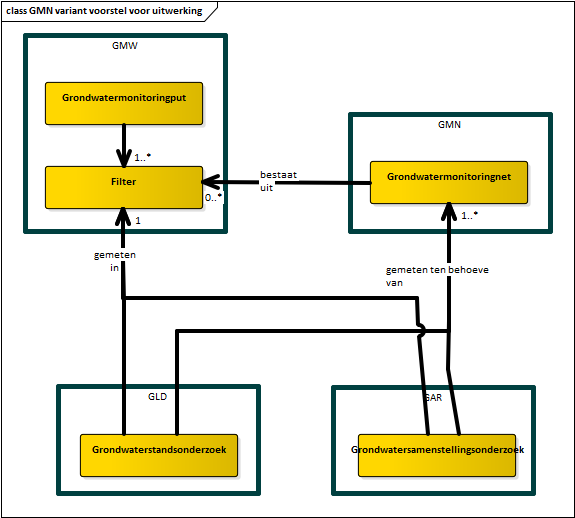 class GMN variant voorstel voor uitwerking
GMW
Grondwatermonitoringput
1..*
Filter
0..*
1
bestaat
uit
GMN
Grondwatermonitoringnet
1..*
gemeten
in
gemeten ten behoeve
van
GLD
Grondwaterstandsonderzoek
GAR
Grondwatersamenstellingsonderzoek